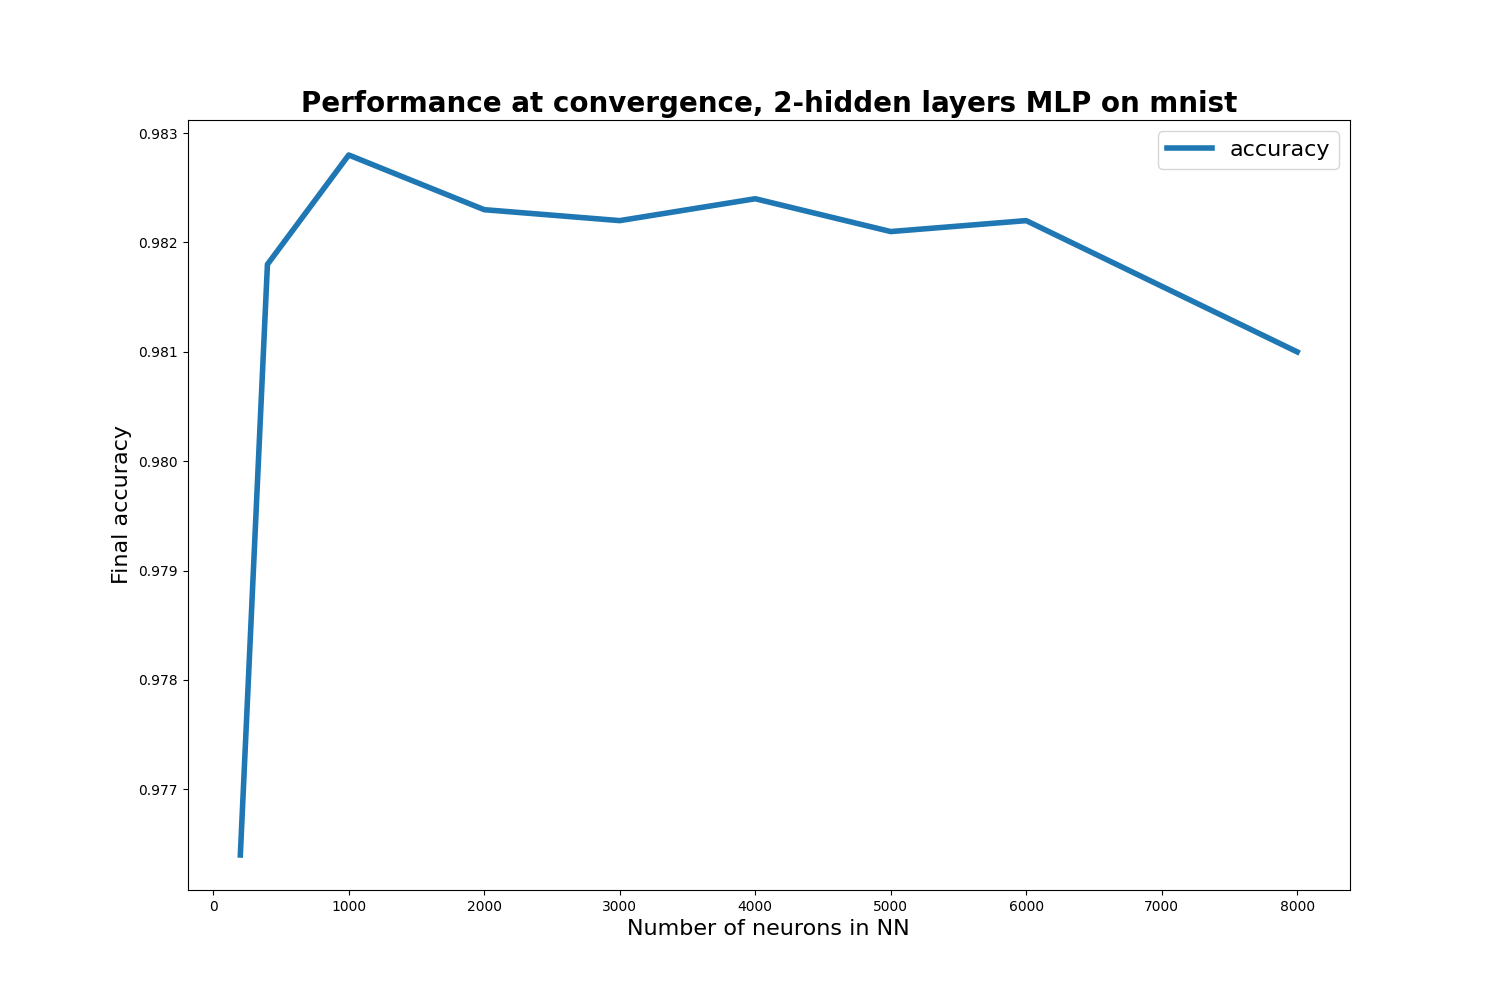 Performance at convergence, 2-hidden layers MLP on mnist
accuracy
0.983
0.982
0.981
0.980
0.979
0.978
0.977
Final accuracy
0 1000 2000 3000 4000 5000 6000 7000 8000
Number of neurons in NN